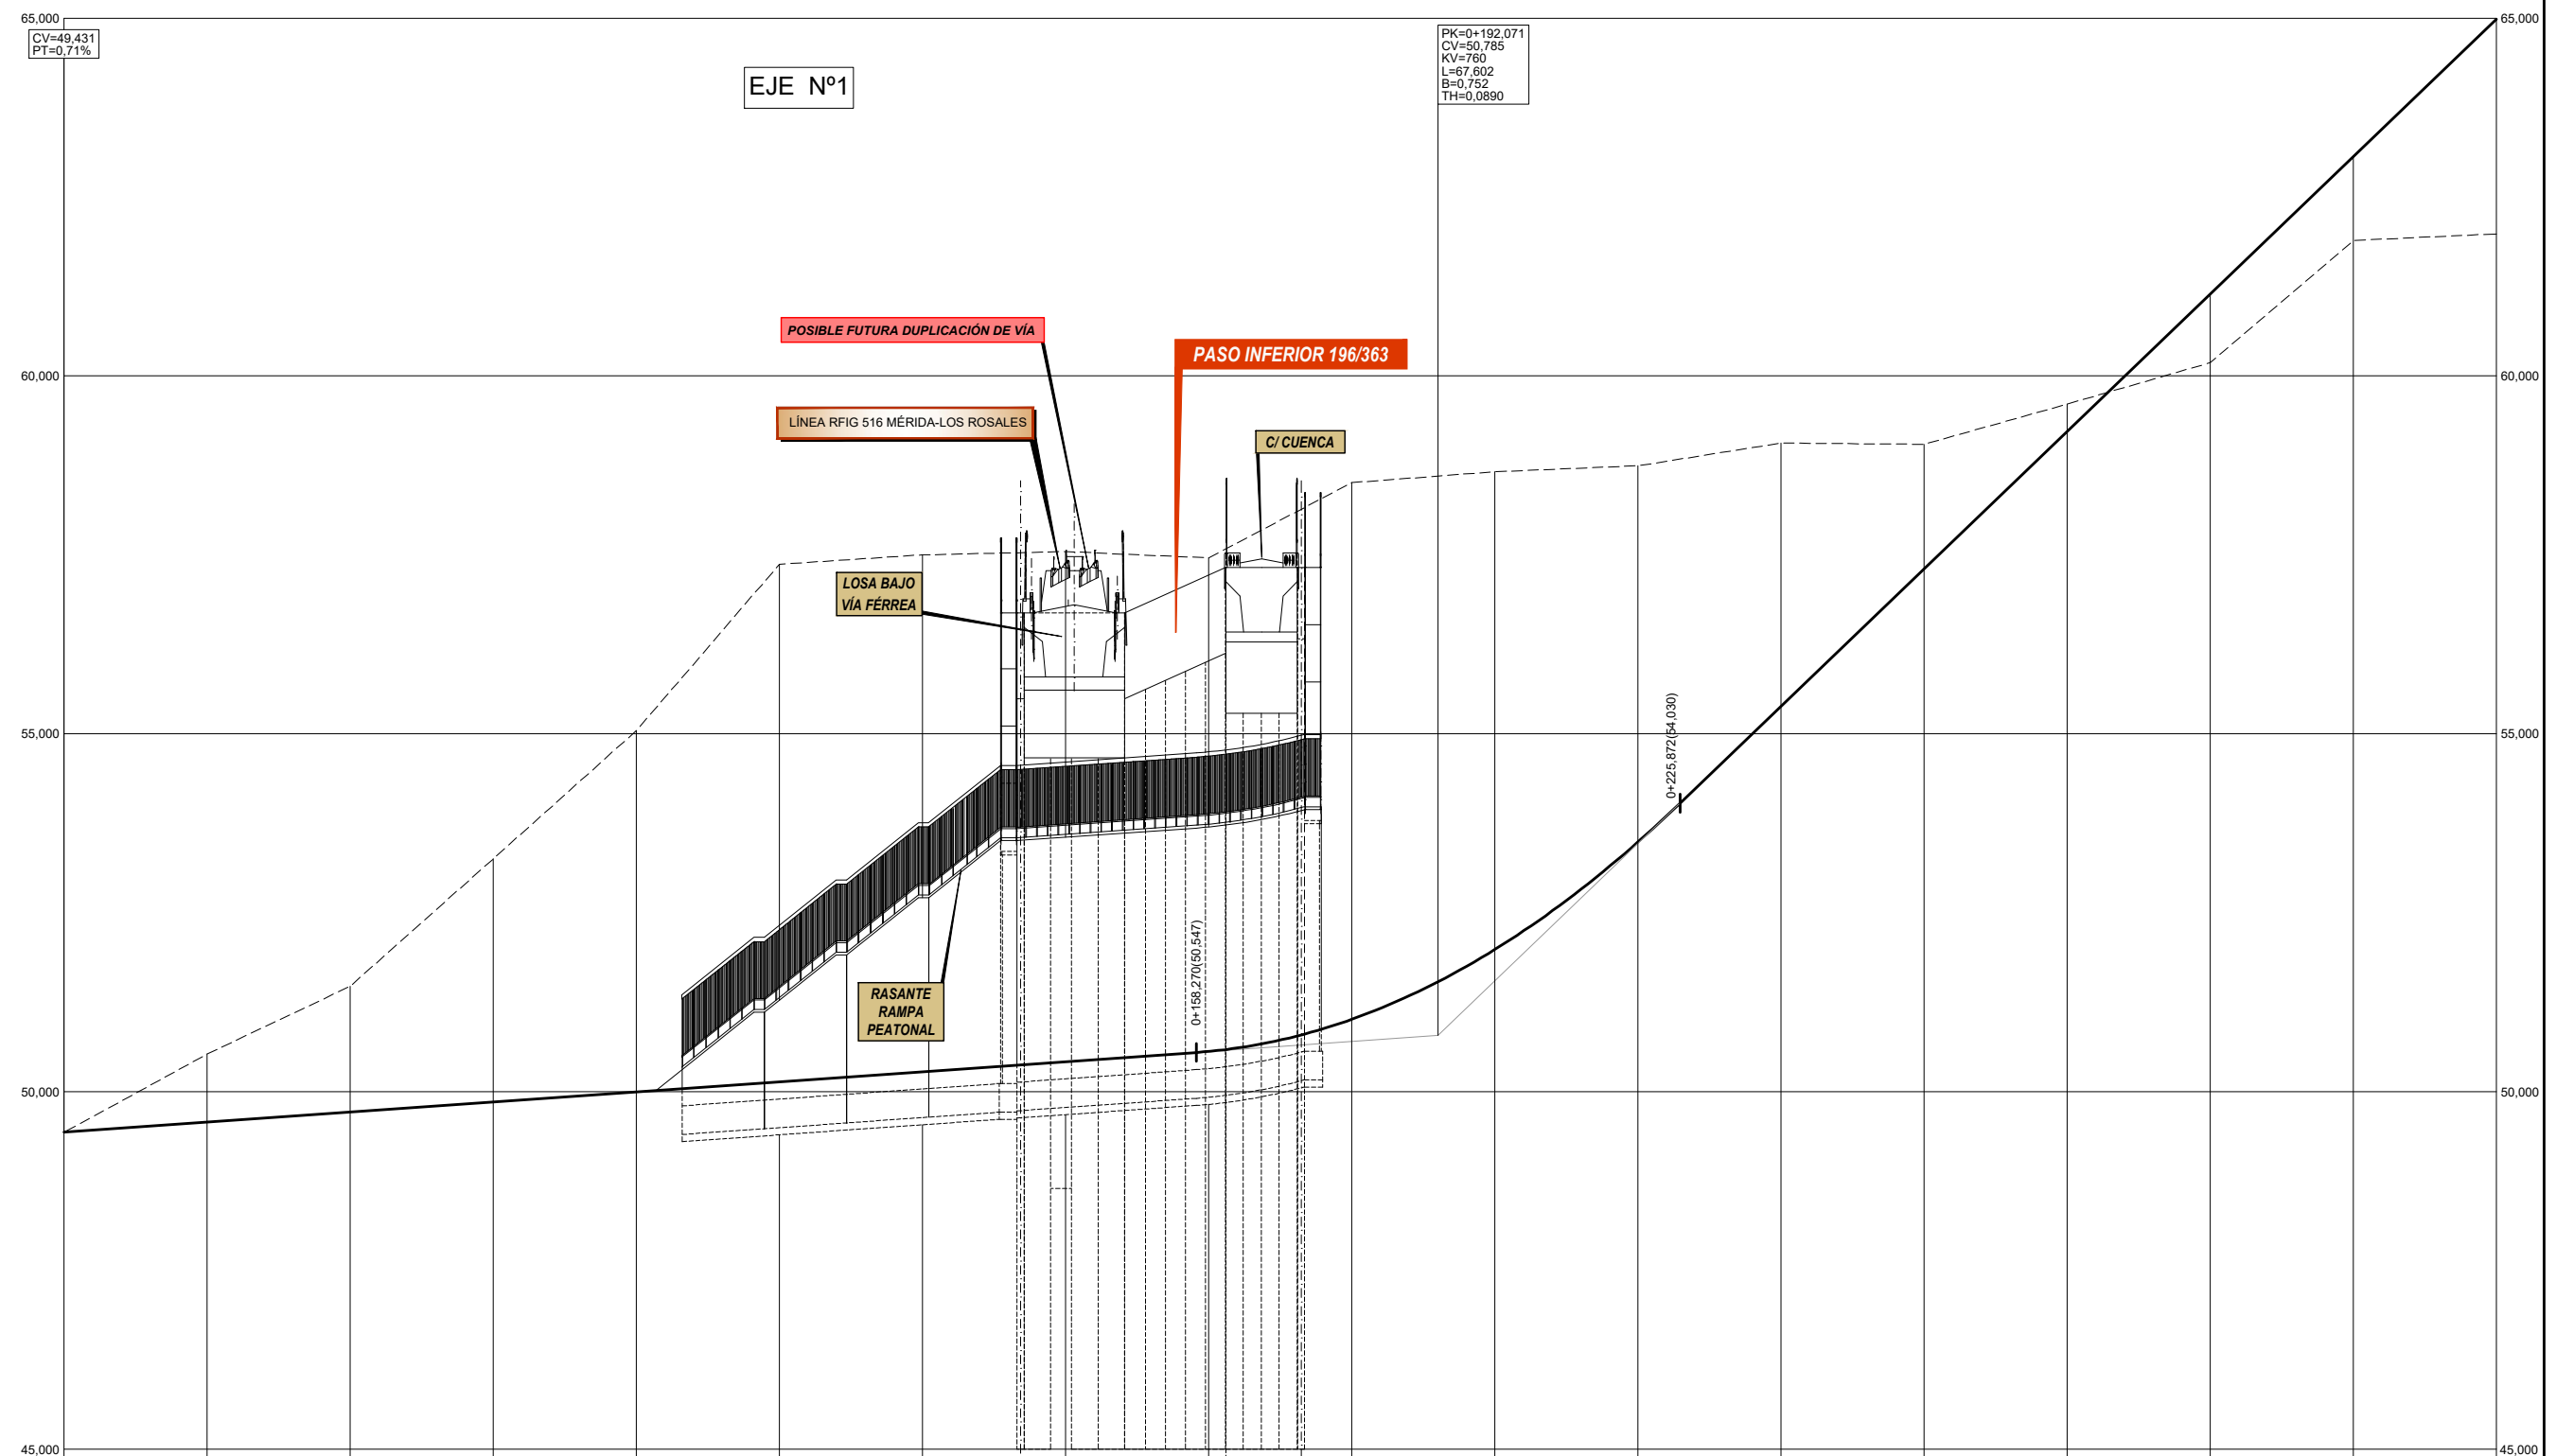 65,000
65,000
CV=49,431
PT=0,71%
EJE Nº1
PK=0+192,071
CV=50,785
KV=760
L=67,602
B=0,752
TH=0,0890
POSIBLE FUTURA DUPLICACIÓN DE VÍA
PASO INFERIOR 196/363
60,000
60,000
LÍNEA RFIG 516 MÉRIDA-LOS ROSALES
C/ CUENCA
LOSA BAJO
VÍA FÉRREA
55,000
55,000
0+225,872(54,030)
0+158,270(50,547)
RASANTE
RAMPA
PEATONAL
50,000
50,000
45,000
45,000